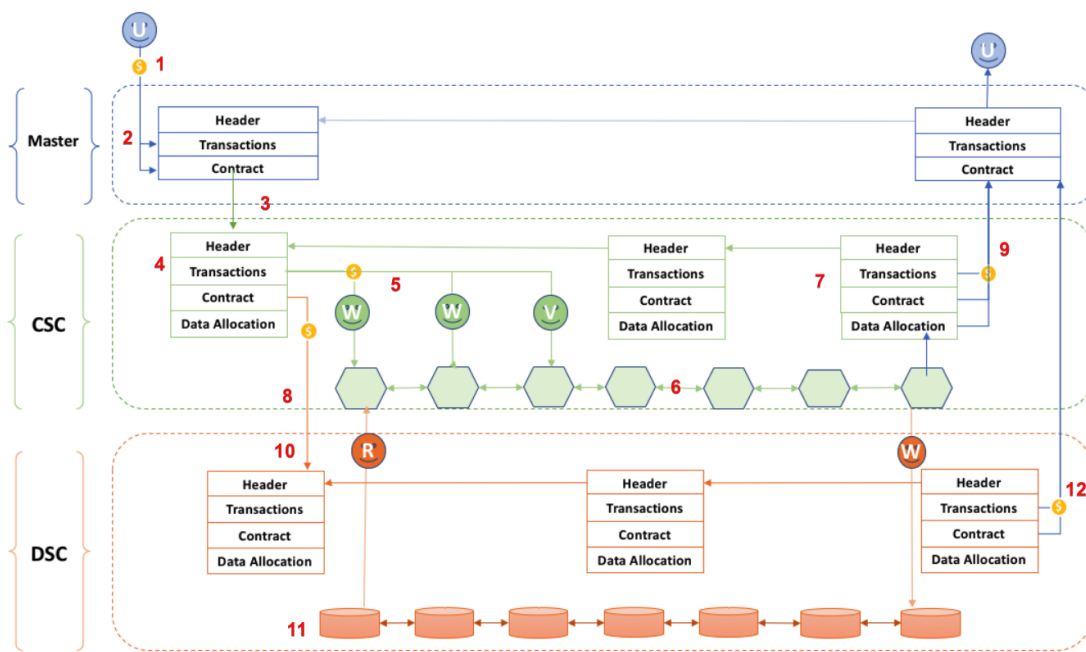 U
$
1
U
Master
2
Header
Transactions
Contract
Header
Transactions
Contract
3
CSC
4
Header
Transactions
Contract
Data Allocation
$
5
Header
Transactions
Contract
Data Allocation
7
Header
Transactions
Contract
Data Allocation
$
9
$
W
W
V
6
8
DSC
10
R
W
Header
Transactions
Contract
Data Allocation
Header
Transactions
Contract
Data Allocation
Header
Transactions
Contract
Data Allocation
$
12
11